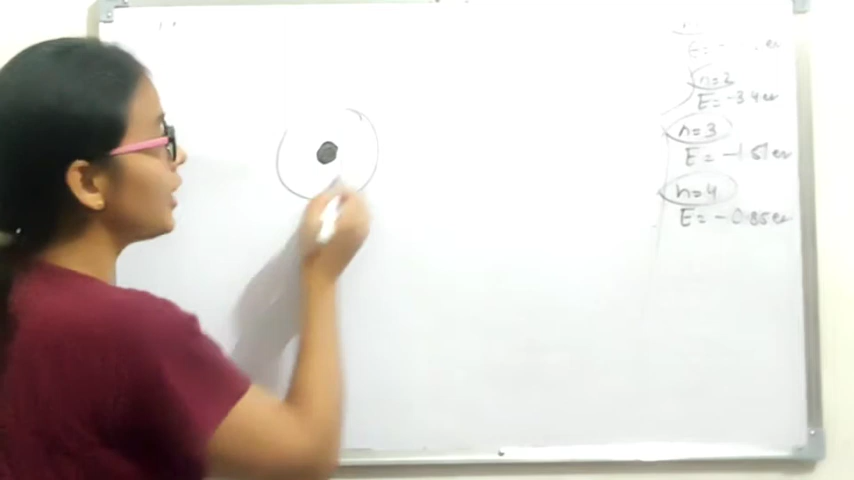 n=2
E= -3.4ev
n=3
E = -1.51ev
n=4
E= -0.85ev